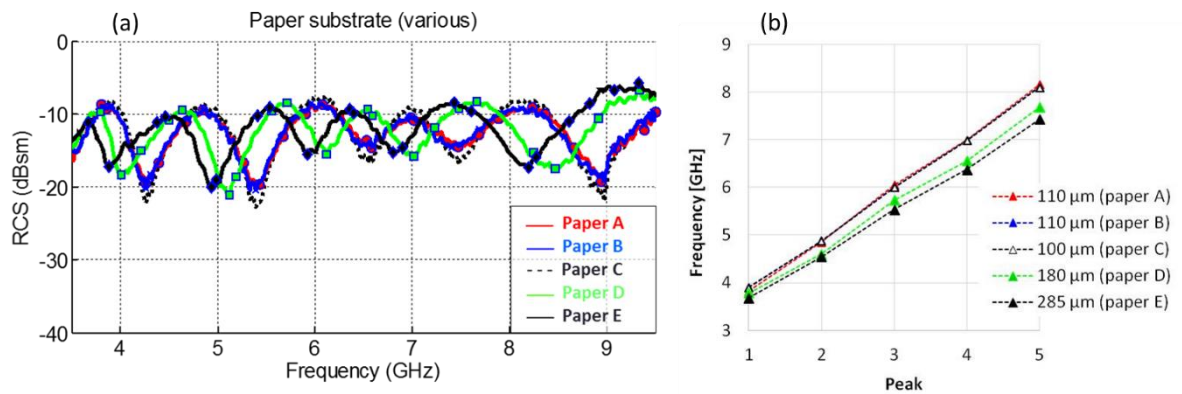 (a)
Paper substrate (various)
0
-10
-20
-30
-40
RCS (dBsm)
4 5 6 7 8 9
Frequency (GHz)
Paper A
Paper B
Paper C
Paper D
Paper E
(b)
9
8
7
6
5
4
3
Frequency [GHz]
1 2 3 4 5
Peak
110 µm (paper A)
110 µm (paper B)
100 µm (paper C)
180 µm (paper D)
285 µm (paper E)